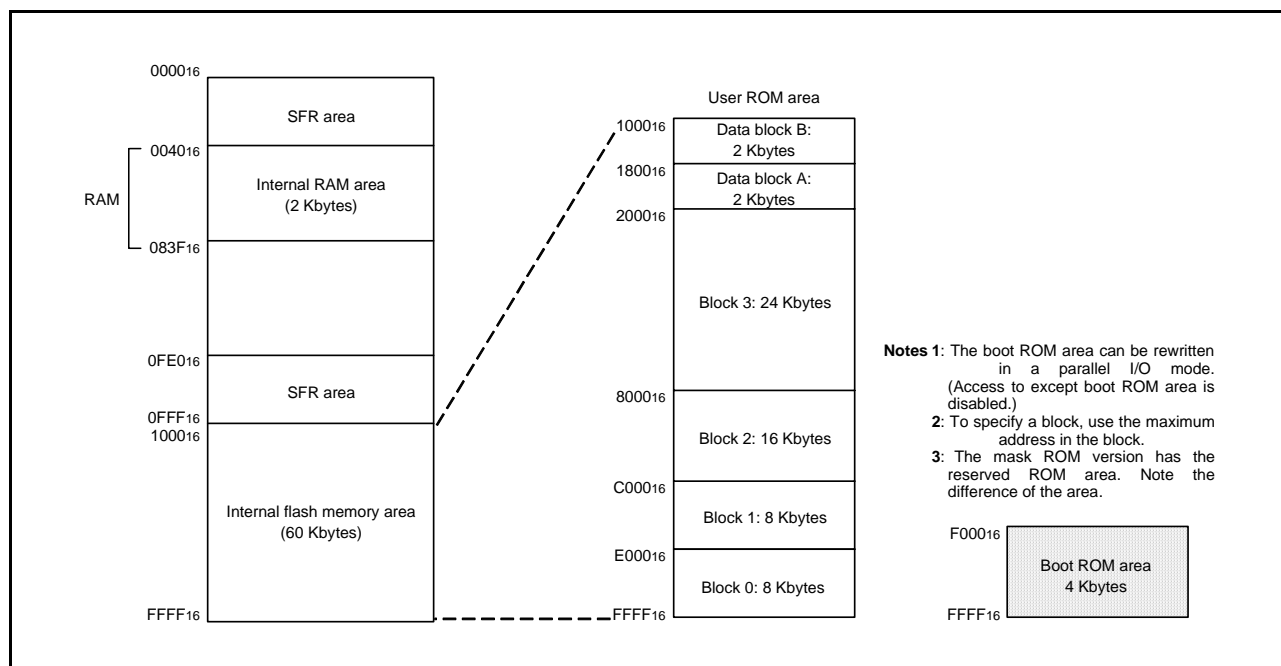 000016
SFR area
004016
RAM
Internal RAM area
(2 Kbytes)
083F16
0FE016
SFR area
0FFF16
100016
Internal flash memory area
(60 Kbytes)
FFFF16
User ROM area
100016
Data block B:
2 Kbytes
180016
Data block A:
2 Kbytes
200016
Block 3: 24 Kbytes
800016
Block 2: 16 Kbytes
C00016
Block 1: 8 Kbytes
E00016
Block 0: 8 Kbytes
FFFF16
Notes 1: The boot ROM area can be rewritten
in a parallel I/O mode.
(Access to except boot ROM area is
disabled.)
2: To specify a block, use the maximum
address in the block.
3: The mask ROM version has the
reserved ROM area. Note the
difference of the area.
F00016
Boot ROM area
4 Kbytes
FFFF16